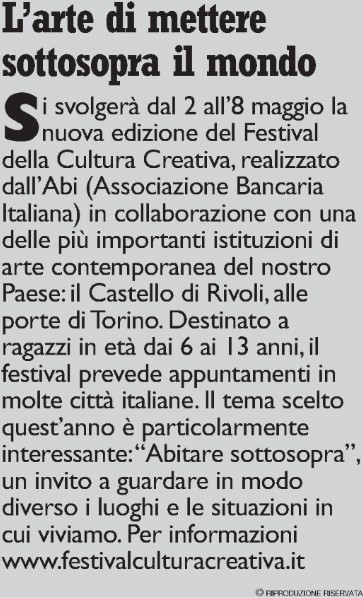 L'arte di mettere
sottosopra il mondo
Si svolgerà dal 2 all'8 maggio la
nuova edizione del Festival
della Cultura Creativa, realizzato
dall'Abi (Associazione Bancaria
Italiana) in collaborazione con una
delle più importanti istituzioni di
arte contemporanea del nostro
Paese: il Castello di Rivoli, alle
porte di Torino. Destinato a
ragazzi in età dai 6 ai 13 anni, il
festival prevede appuntamenti in
molte città italiane. Il tema scelto
quest'anno è particolarmente
interessante: "Abitare sottosopra",
un invito a guardare in modo
diverso i luoghi e le situazioni in
cui viviamo. Per informazioni
www.festivalculturacreativa.it
© RIPRODUZIONE RISERVATA